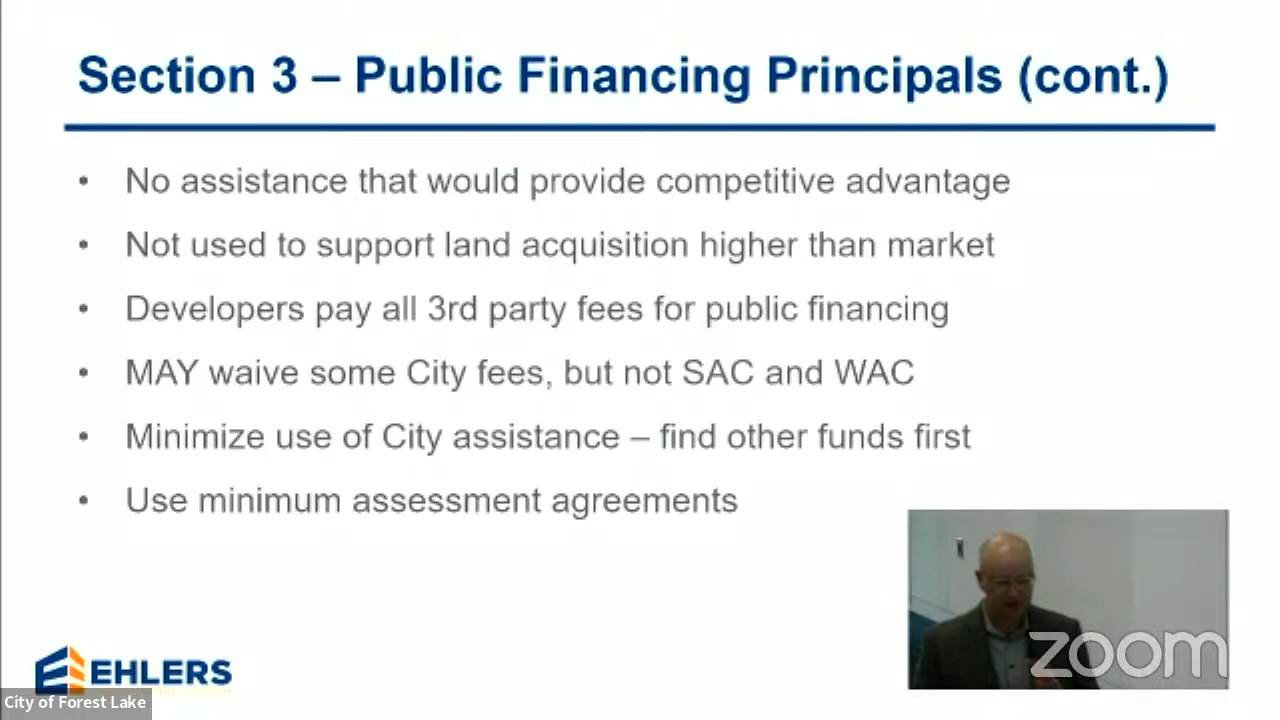 Section 3 – Public Financing Principals (cont.)
• No assistance that would provide competitive advantage
• Not used to support land acquisition higher than market
• Developers pay all 3rd party fees for public financing
• MAY waive some City fees, but not SAC and WAC
• Minimize use of City assistance – find other funds first
• Use minimum assessment agreements
zoom
EHLERS
City of Forest Lake